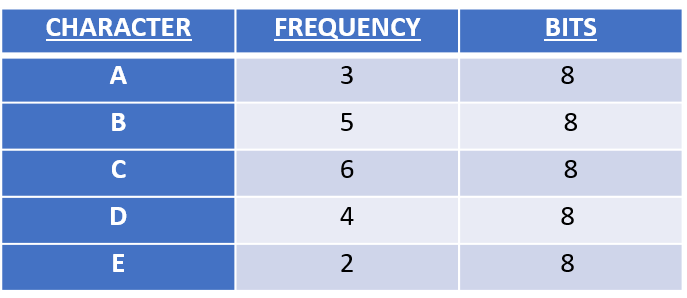 CHARACTER FREQUENCY BITS
A 3 8
B 5 8
C 6 8
D 4 8
E 2 8